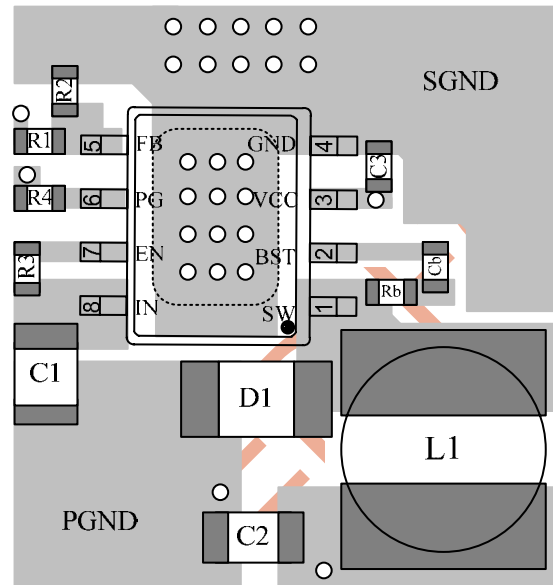 SGND
R2
R1
5
FB
GND
4
C3
R4
6
PG
VCC
3
R3
7
EN
BST
2
Cb
Rb
8
IN
SW
1
C1
D1
L1
PGND
C2